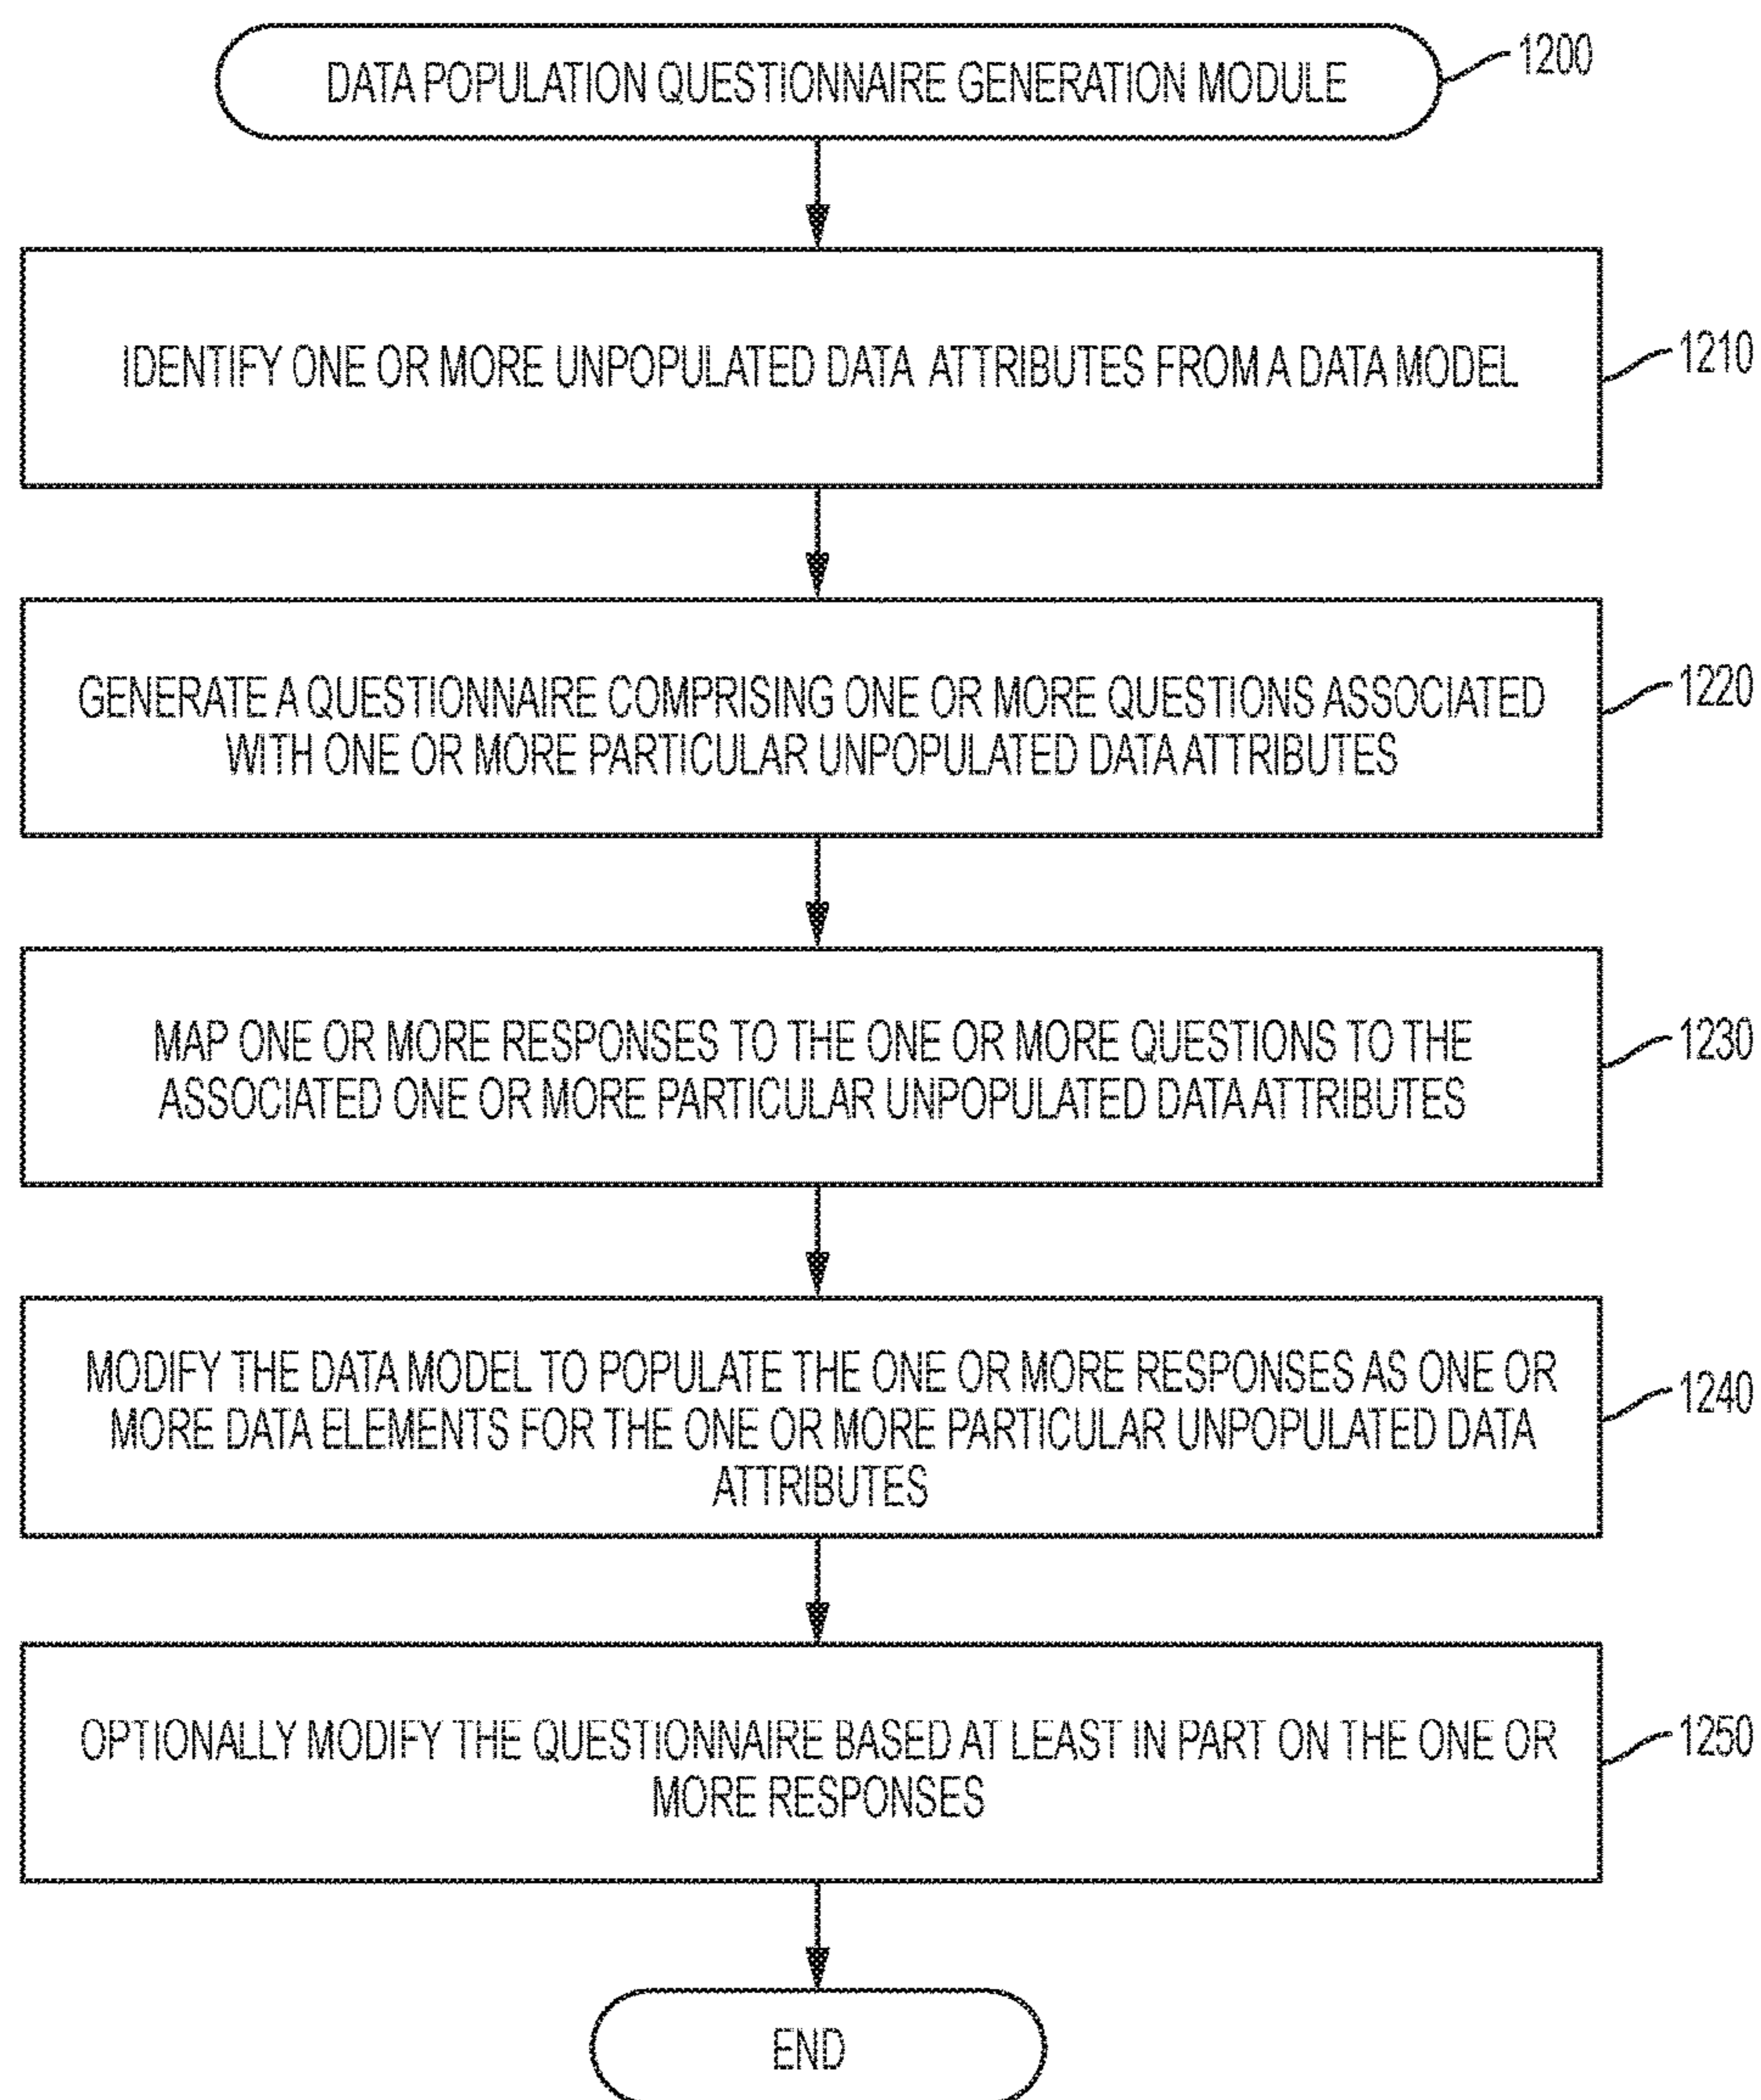 DATA POPULATION QUESTIONNAIRE GENERATION MODULE
1200
IDENTIFY ONE OR MORE UNPOPULATED DATA ATTRIBUTES FROM A DATA MODEL
1210
GENERATE A QUESTIONNAIRE COMPRISING ONE OR MORE QUESTIONS ASSOCIATED
WITH ONE OR MORE PARTICULAR UNPOPULATED DATA ATTRIBUTES
1220
MAP ONE OR MORE RESPONSES TO THE ONE OR MORE QUESTIONS TO THE
ASSOCIATED ONE OR MORE PARTICULAR UNPOPULATED DATA ATTRIBUTES
1230
MODIFY THE DATA MODEL TO POPULATE THE ONE OR MORE RESPONSES AS ONE OR
MORE DATA ELEMENTS FOR THE ONE OR MORE PARTICULAR UNPOPULATED DATA
ATTRIBUTES
1240
OPTIONALLY MODIFY THE QUESTIONNAIRE BASED AT LEAST IN PART ON THE ONE OR
MORE RESPONSES
1250
END